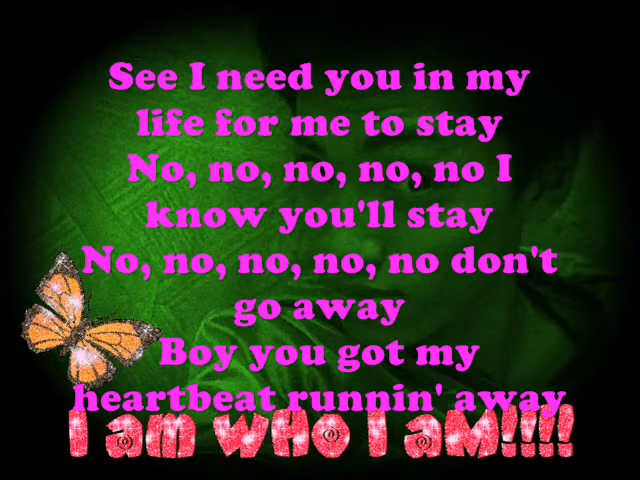 See I need you in my
life for me to stay
No, no, no, no, no I
know you'll stay
No, no, no, no, no don't
go away
Boy you got my
heartbeat runnin' away
I am wHo I aM!!!!